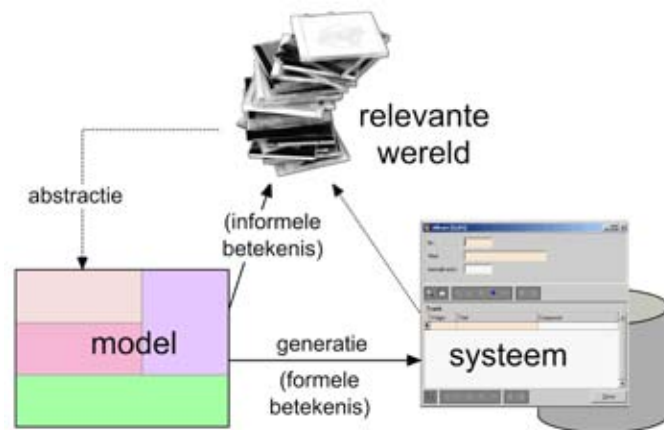 relevante
wereld
abstractie
(informele
betekenis)
model
generatie
(formele
betekenis)
systeem